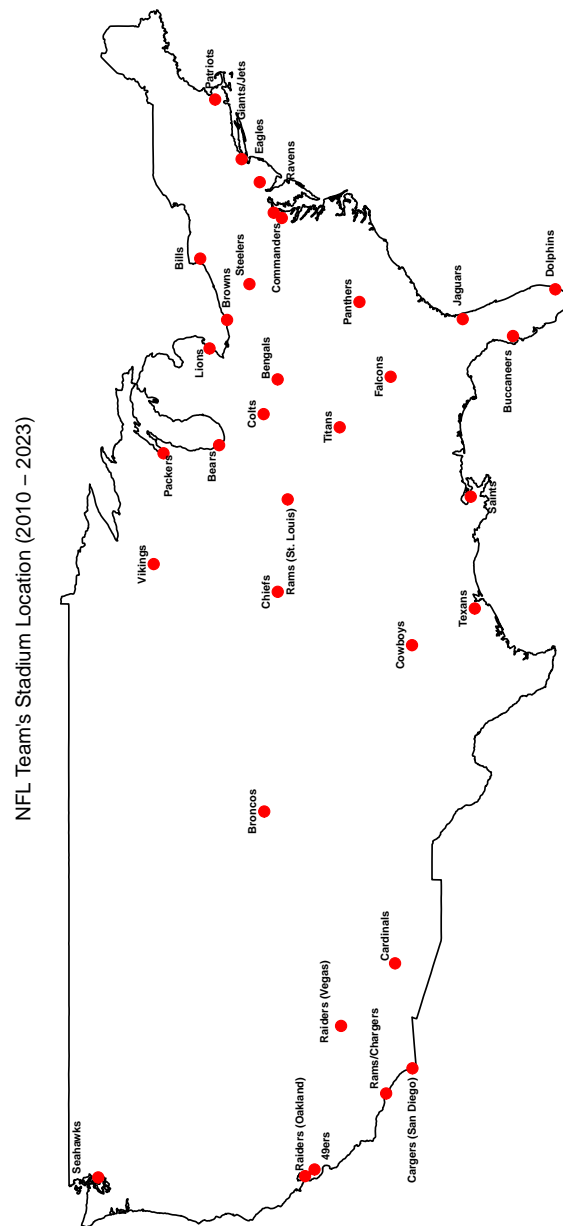 NFL Team's Stadium Location (2010 – 2023)
Seahawks
Raiders (Oakland)
49ers
Rams/Chargers
Cargers (San Diego)
Raiders (Vegas)
Cardinals
Broncos
Cowboys
Texans
Chiefs
Vikings
Rams (St. Louis)
Saints
Packers
Bears
Colts
Titans
Bengals
Falcons
Lions
Browns
Buccaneers
Jaguars
Panthers
Dolphins
Steelers
Bills
Commanders
Ravens
Eagles
Giants/Jets
Patriots